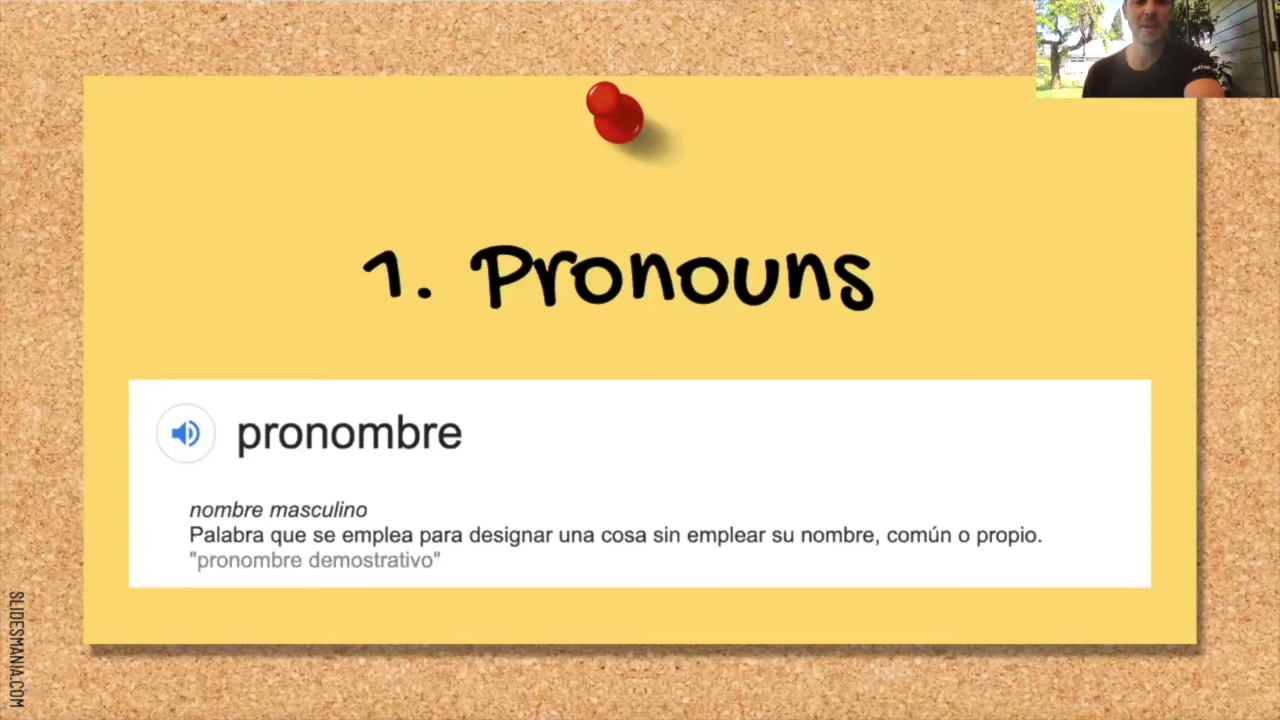 1. Pronouns
pronombre
nombre masculino
Palabra que se emplea para designar una cosa sin emplear su nombre, común o propio.
"pronombre demostrativo"
SLIDESMANIA.COM